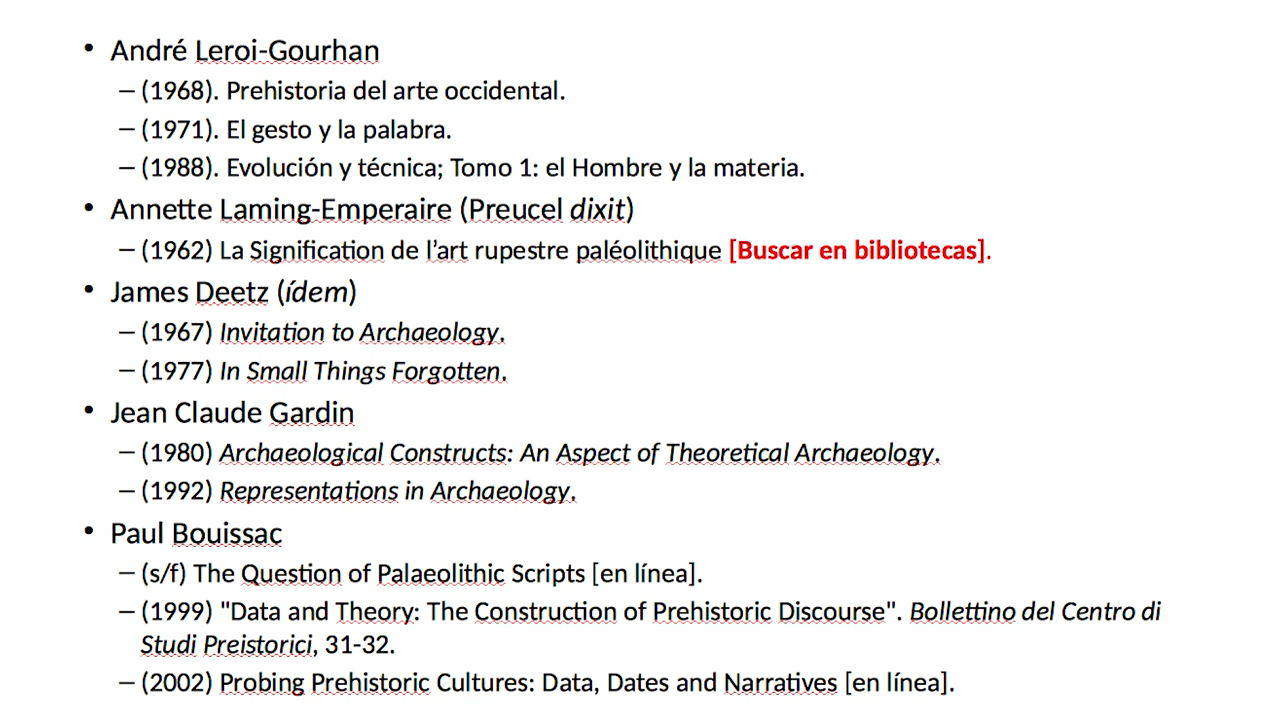 • André Leroi-Gourhan
– (1968). Prehistoria del arte occidental.
– (1971). El gesto y la palabra.
– (1988). Evolución y técnica; Tomo 1: el Hombre y la materia.
• Annette Laming-Emperaire (Preucel dixit)
– (1962) La Signification de l’art rupestre paléolithique [Buscar en bibliotecas].
• James Deetz (ídem)
– (1967) Invitation to Archaeology.
– (1977) In Small Things Forgotten.
• Jean Claude Gardin
– (1980) Archaeological Constructs: An Aspect of Theoretical Archaeology.
– (1992) Representations in Archaeology.
• Paul Bouissac
– (s/f) The Question of Palaeolithic Scripts [en línea].
– (1999) "Data and Theory: The Construction of Prehistoric Discourse". Bollettino del Centro di
Studi Preistorici, 31-32.
– (2002) Probing Prehistoric Cultures: Data, Dates and Narratives [en línea].